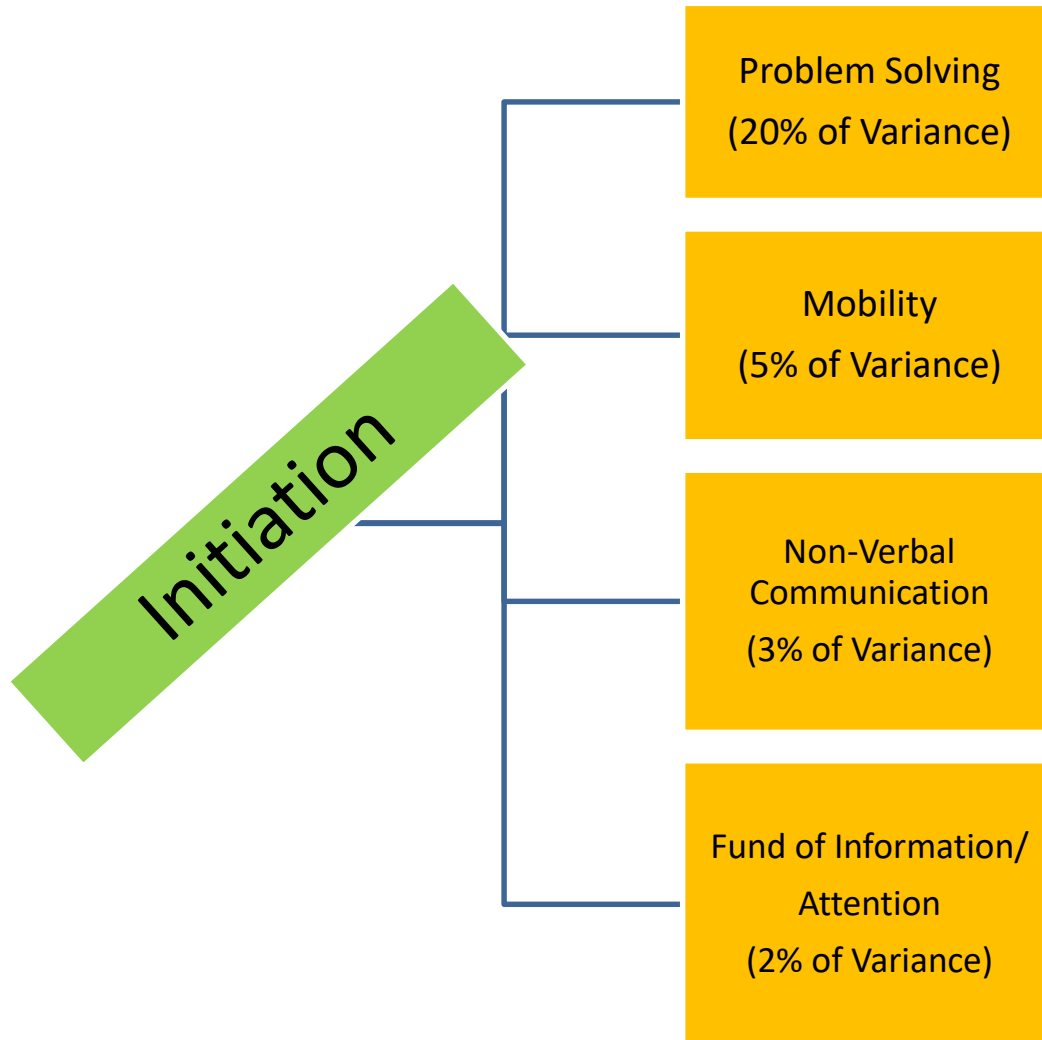 Initiation
Problem Solving
(20% of Variance)
Mobility
(5% of Variance)
Non-Verbal
Communication
(3% of Variance)
Fund of Information/
Attention
(2% of Variance)